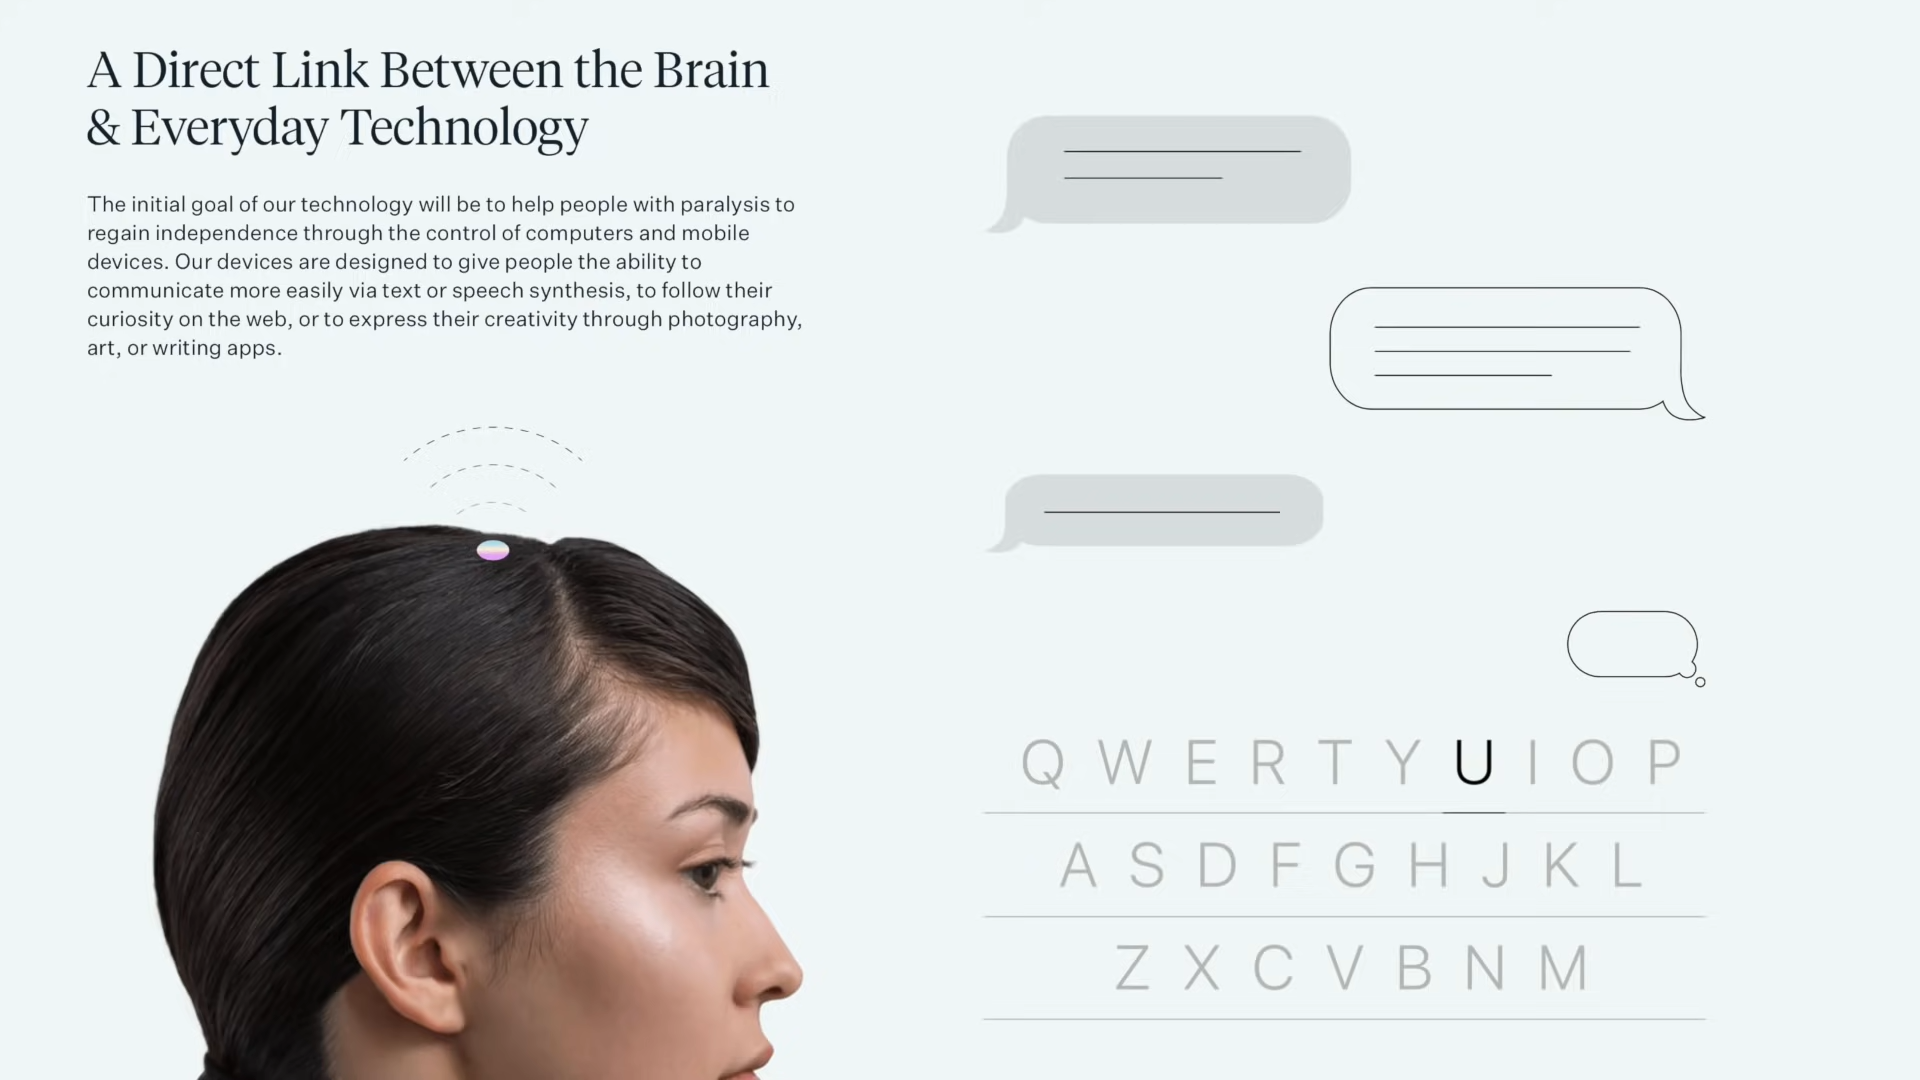 A Direct Link Between the Brain
& Everyday Technology
The initial goal of our technology will be to help people with paralysis to
regain independence through the control of computers and mobile
devices. Our devices are designed to give people the ability to
communicate more easily via text or speech synthesis, to follow their
curiosity on the web, or to express their creativity through photography,
art, or writing apps.
Q W E R T Y U I O P
A S D F G H J K L
Z X C V B N M